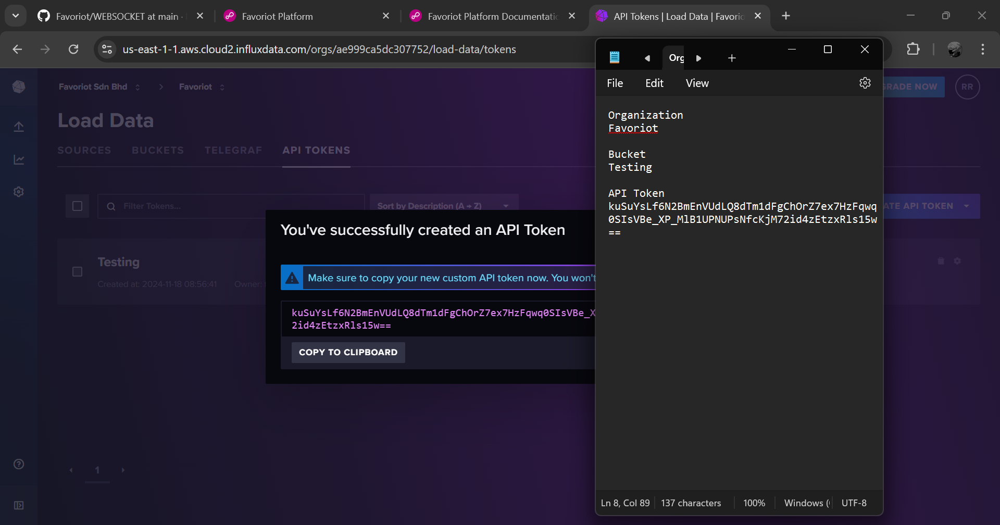 Favoriot/WEBSOCKET at main ·
Favoriot Platform
Favoriot Platform Documentatio
API Tokens | Load Data | Favorio
us-east-1-1.aws.cloud2.influxdata.com/orgs/ae999ca5dc307752/load-data/tokens
Favoriot Sdn Bhd
Favoriot
GRADE NOW
RR
Load Data
SOURCES
BUCKETS
TELEGRAF
API TOKENS
Filter Tokens...
Sort by Description (A → Z)
ATE API TOKEN
Testing
Created at: 2024-11-18 08:56:41
Owner:
You've successfully created an API Token
Make sure to copy your new custom API token now. You won't
kuSuYsLf6N2BmEnVUdLQ8dTm1dFgChOrZ7ex7HzFqwq0SIsVBe_X
2id4zEtzxRls15w==
COPY TO CLIPBOARD
1
Org
File
Edit
View
Organization
Favoriot
Bucket
Testing
API Token
kuSuYsLf6N2BmEnVUdLQ8dTm1dFgChOrZ7ex7HzFqwq
0SIsVBe_XP_MlB1UPNUPsNfcKjM72id4zEtzxRls15w
==
Ln 8, Col 89
137 characters
100%
Windows (
UTF-8